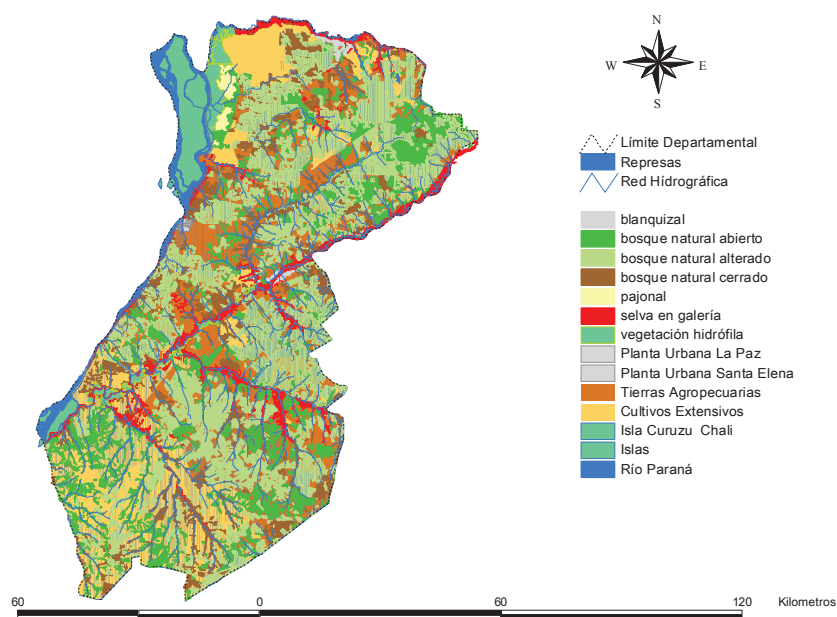 N
W E
S
Límite Departamental
Represas
Red Hídrográfica
blanquizal
bosque natural abierto
bosque natural alterado
bosque natural cerrado
pajonal
selva en galería
vegetación hidrófila
Planta Urbana La Paz
Planta Urbana Santa Elena
Tierras Agropecuarias
Cultivos Extensivos
Isla Curuzu Chali
Islas
Río Paraná
60 0 60 120 Kilometros